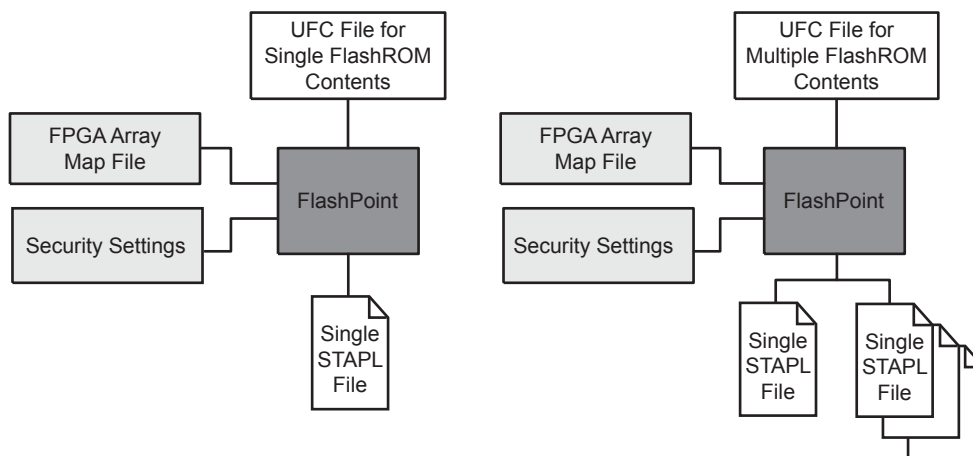 UFC File for
Single FlashROM
Contents
FPGA Array
Map File
FlashPoint
Security Settings
Single
STAPL
File
UFC File for
Multiple FlashROM
Contents
FPGA Array
Map File
FlashPoint
Security Settings
Single
STAPL
File
Single
STAPL
File